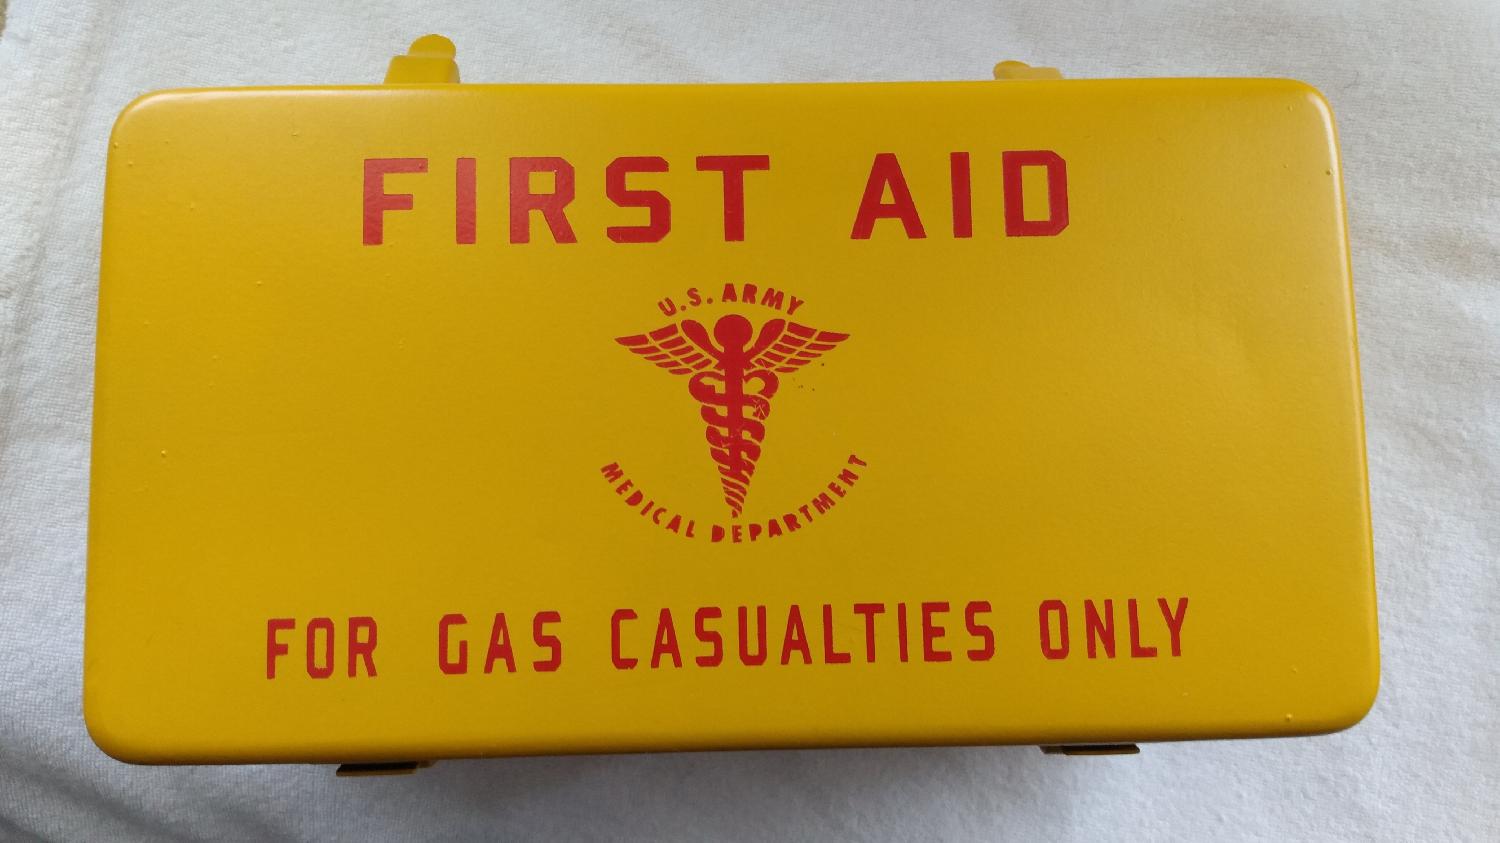 FIRST AID
U.S. ARMY
MEDICAL DEPARTMENT
FOR GAS CASUALTIES ONLY